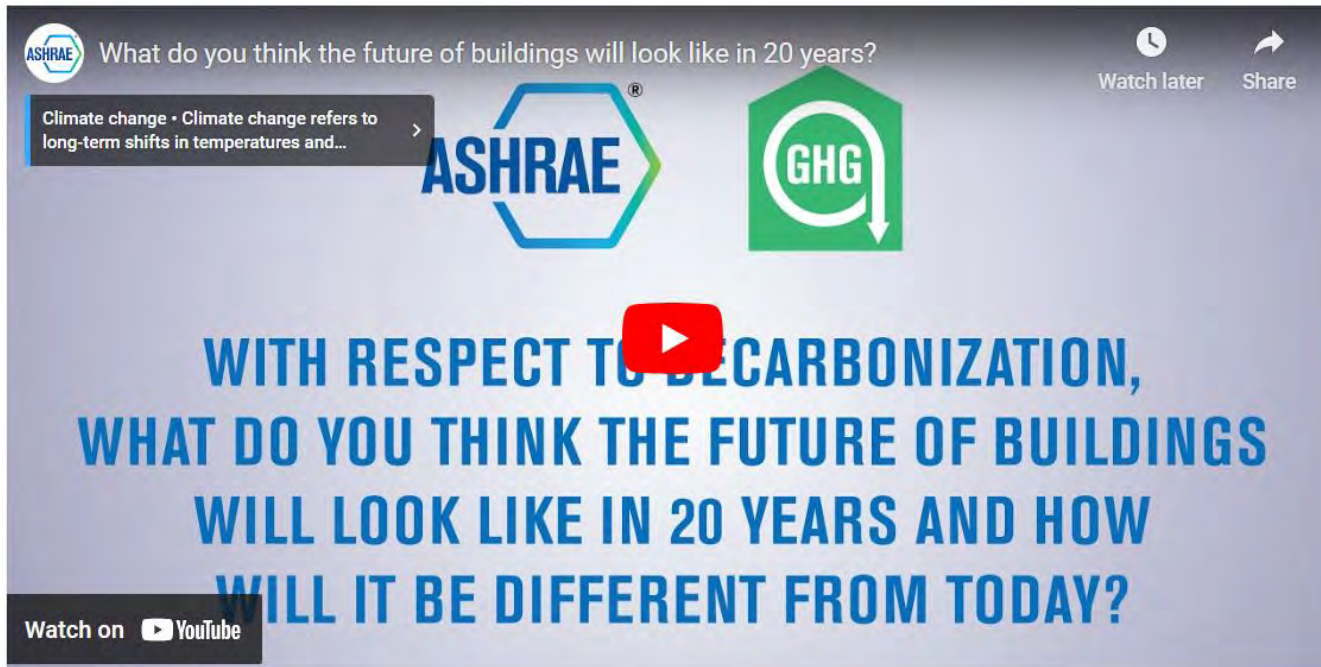 ASHRAE
What do you think the future of buildings will look like in 20 years?
Watch later
Share
Climate change • Climate change refers to
long-term shifts in temperatures and...
ASHRAE®
GHG
WITH RESPECT TO DECARBONIZATION,
WHAT DO YOU THINK THE FUTURE OF BUILDINGS
WILL LOOK LIKE IN 20 YEARS AND HOW
WILL IT BE DIFFERENT FROM TODAY?
Watch on YouTube